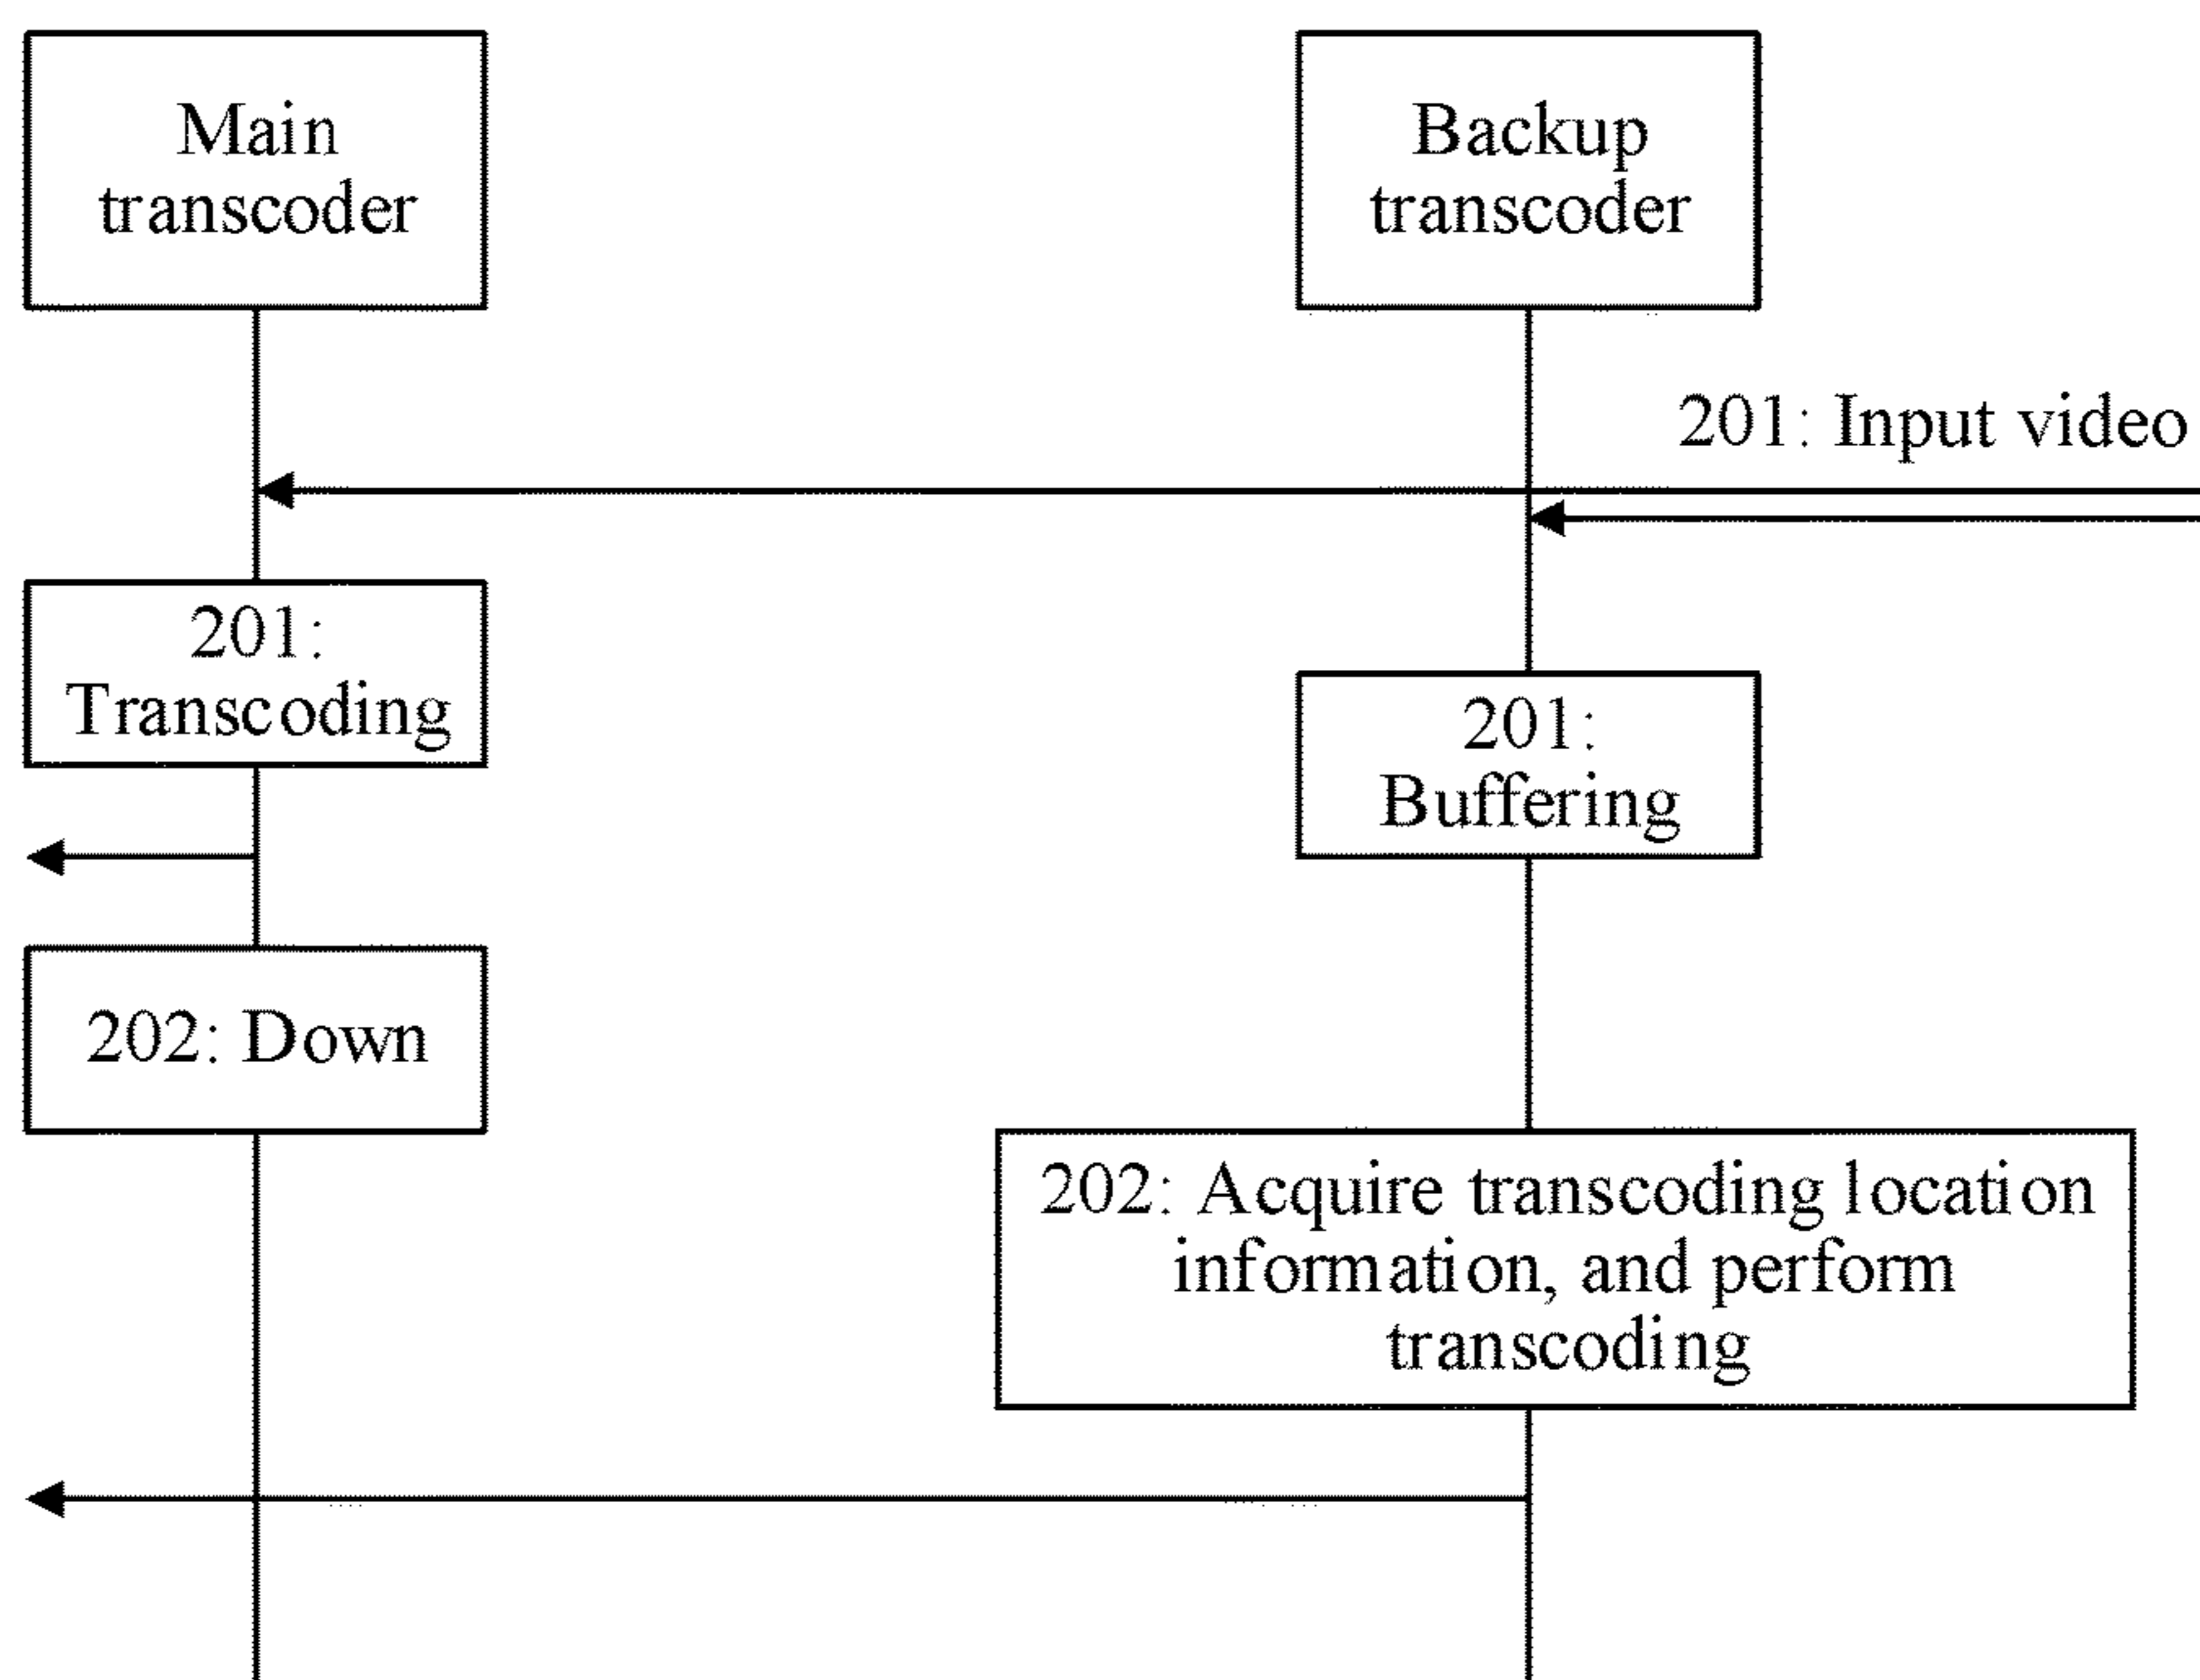 Main
transcoder
Backup
transcoder
201: Input video
201:
Transcoding
201:
Buffering
202: Down
202: Acquire transcoding location
information, and perform
transcoding